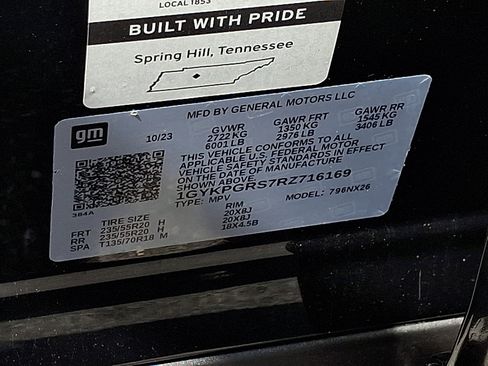 LOCAL 1853
BUILT WITH PRIDE
Spring Hill, Tennessee
MFD BY GENERAL MOTORS LLC
gm
10/23
GVWR GAWR FRT GAWR RR
2722 KG 1350 KG 1545 KG
6001 LB 2976 LB 3406 LB
THIS VEHICLE CONFORMS TO ALL
APPLICABLE U.S. FEDERAL MOTOR
VEHICLE SAFETY STANDARDS IN EFFECT
ON THE DATE OF MANUFACTURE
1GYKPGRS7RZ716169
TYPE: MPV MODEL: 796NX26
384A
TIRE SIZE RIM
FRT 235/55R20 H 20X8J
RR 235/55R20 H 20X8J
SPA T135/70R18 M 18X4.5B